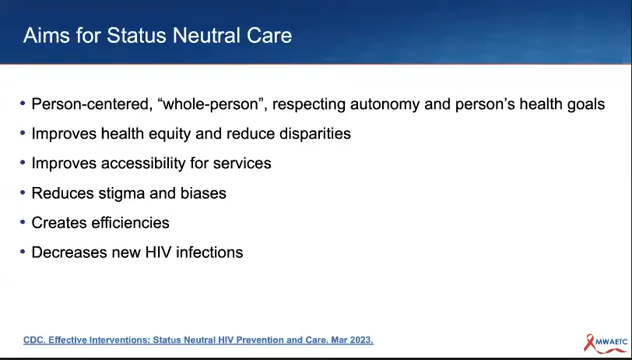 Aims for Status Neutral Care
• Person-centered, “whole-person”, respecting autonomy and person’s health goals
• Improves health equity and reduce disparities
• Improves accessibility for services
• Reduces stigma and biases
• Creates efficiencies
• Decreases new HIV infections
CDC. Effective Interventions: Status Neutral HIV Prevention and Care. Mar 2023.
MWAETC